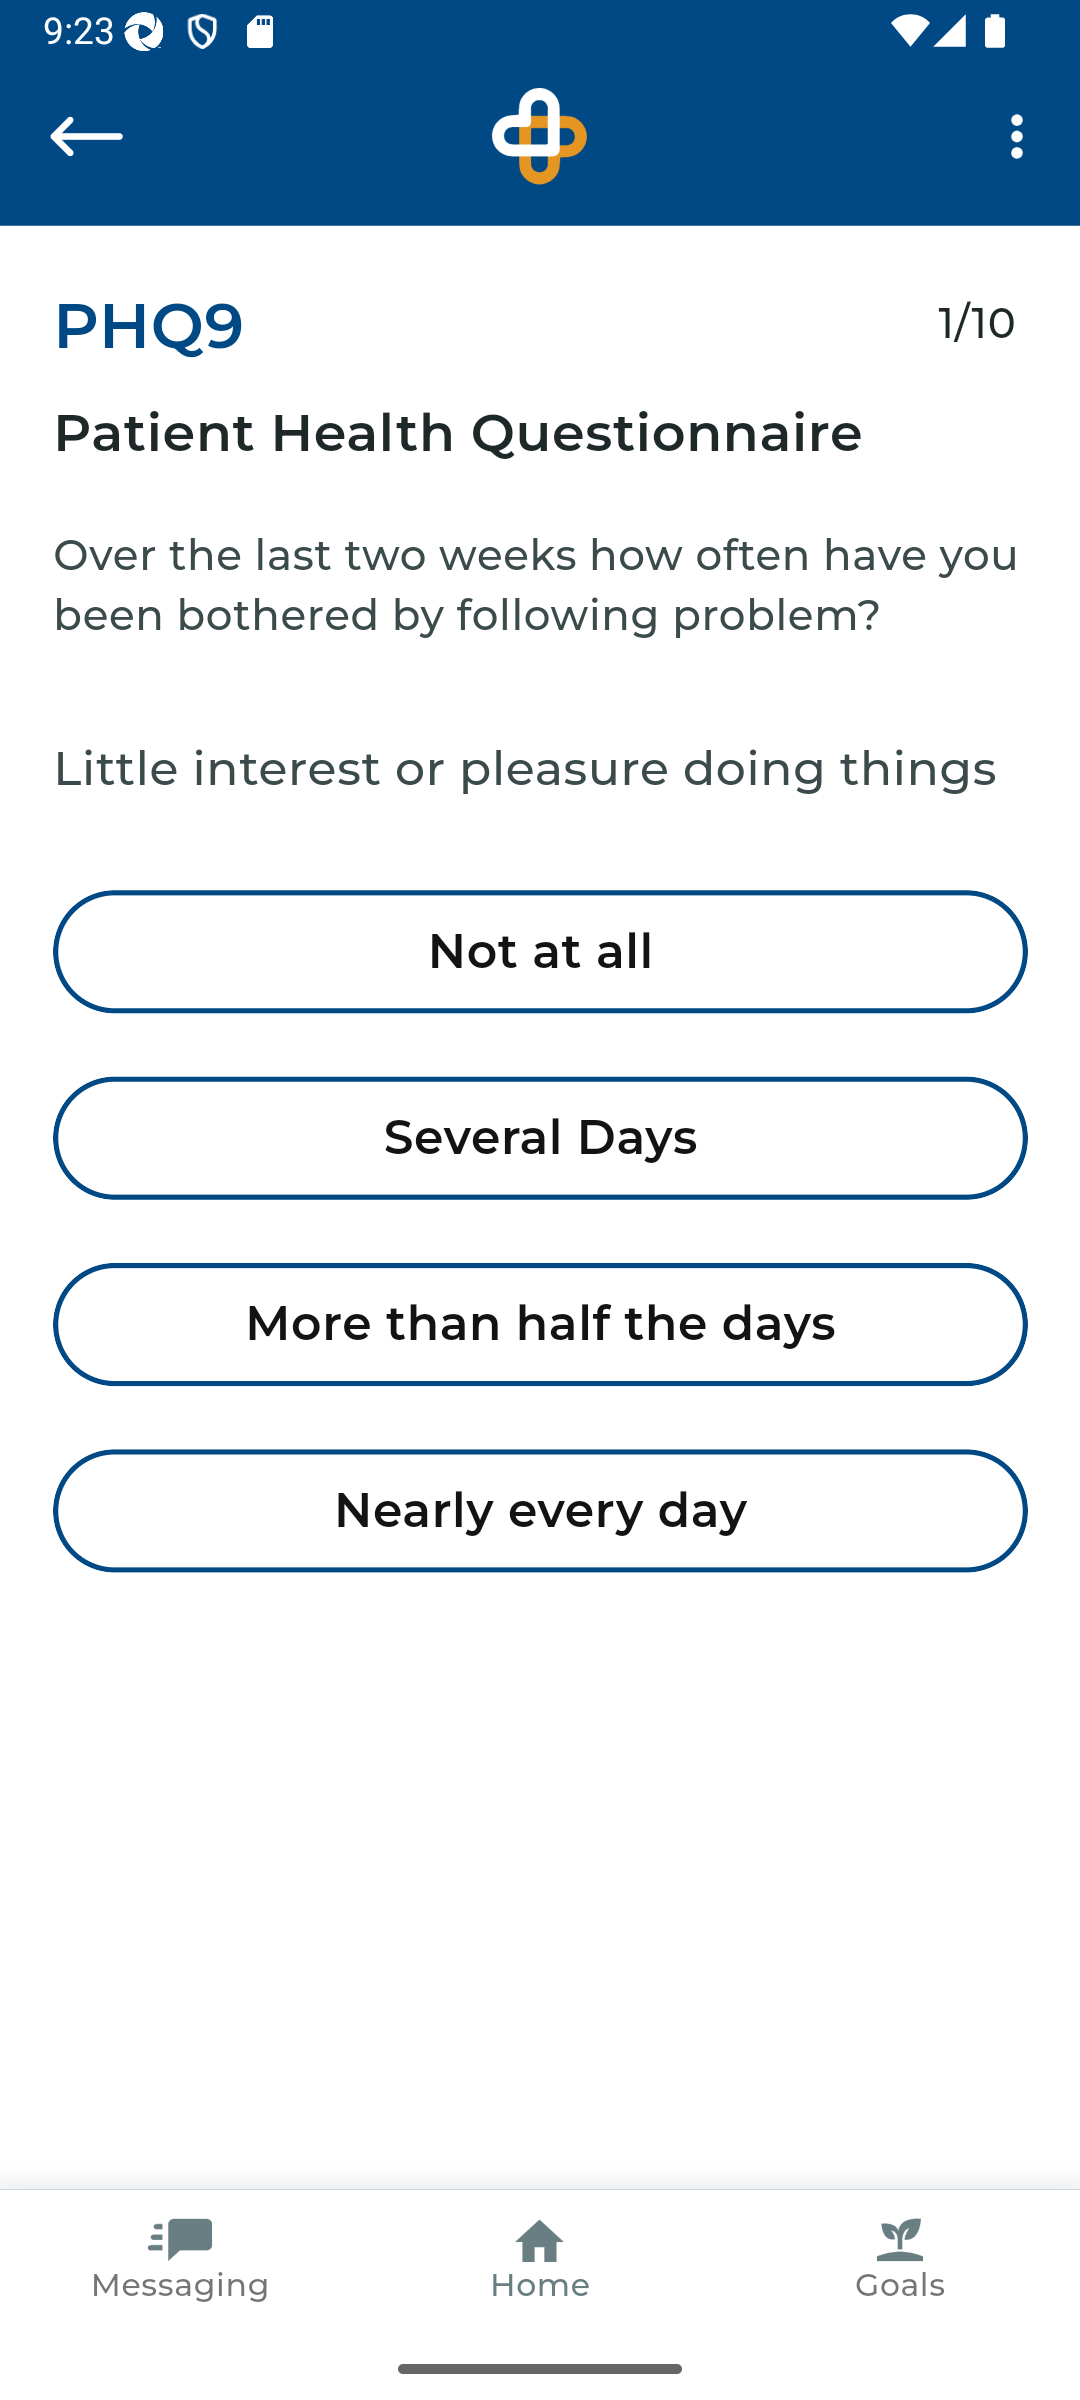 9:23
PHQ9
1/10
Patient Health Questionnaire
Over the last two weeks how often have you
been bothered by following problem?
Little interest or pleasure doing things
Not at all
Several Days
More than half the days
Nearly every day
Messaging
Home
Goals